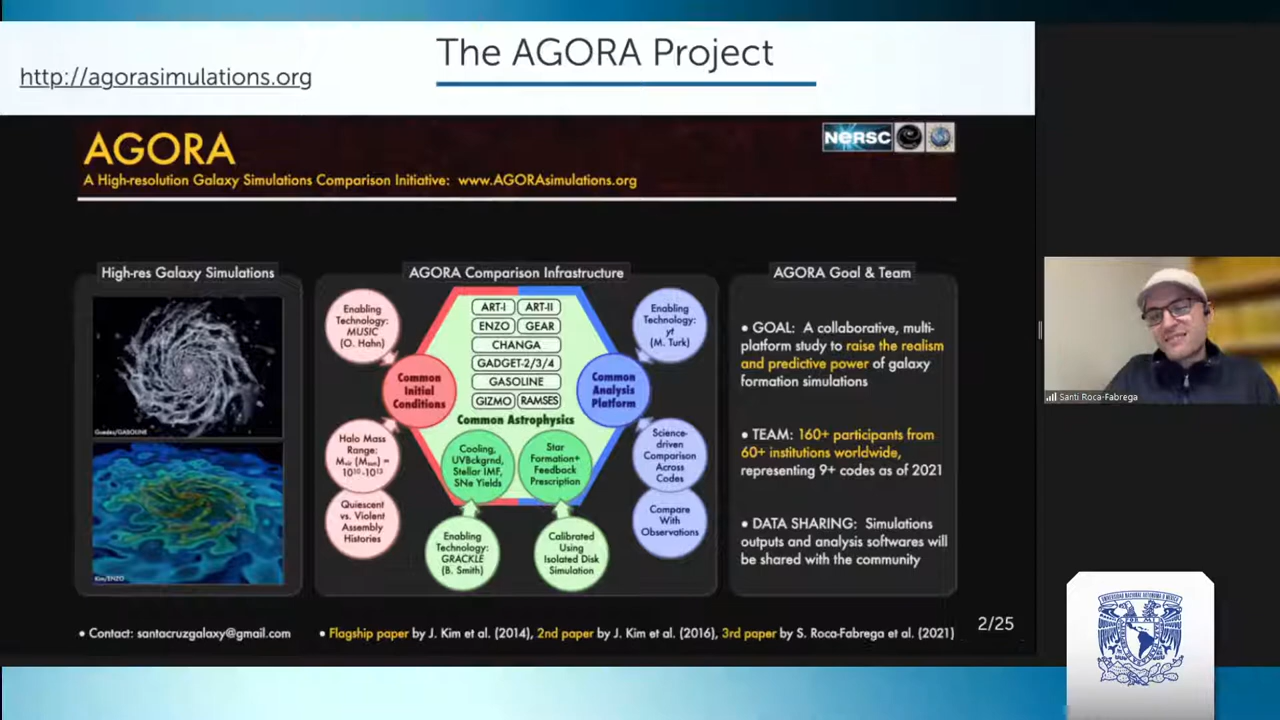 The AGORA Project
http://agorasimulations.org
AGORA
A High-resolution Galaxy Simulations Comparison Initiative: www.AGORAsimulations.org
NERSC
High-res Galaxy Simulations
Guedes/GASOLINE
Kim/ENZO
AGORA Comparison Infrastructure
Enabling
Technology:
MUSIC
(O. Hahn)
Common
Initial
Conditions
Halo Mass
Range:
Mvir (Msun) =
10¹⁰-10¹³
Quiescent
vs. Violent
Assembly
Histories
ART-I ART-II
ENZO GEAR
CHANGA
GADGET-2/3/4
GASOLINE
GIZMO RAMSES
Common Astrophysics
Cooling,
UVBckgrnd,
Stellar IMF,
SNe Yields
Star
Formation+
Feedback
Prescription
Enabling
Technology:
GRACKLE
(B. Smith)
Calibrated
Using
Isolated Disk
Simulation
Enabling
Technology:
yt
(M. Turk)
Common
Analysis
Platform
Science-
driven
Comparison
Across
Codes
Compare
With
Observations
AGORA Goal & Team
• GOAL: A collaborative, multi-
platform study to raise the realism
and predictive power of galaxy
formation simulations
• TEAM: 160+ participants from
60+ institutions worldwide,
representing 9+ codes as of 2021
• DATA SHARING: Simulations
outputs and analysis softwares will
be shared with the community
• Contact: santacruzgalaxy@gmail.com
• Flagship paper by J. Kim et al. (2014), 2nd paper by J. Kim et al. (2016), 3rd paper by S. Roca-Fabrega et al. (2021)
2/25
Santi Roca-Fabrega